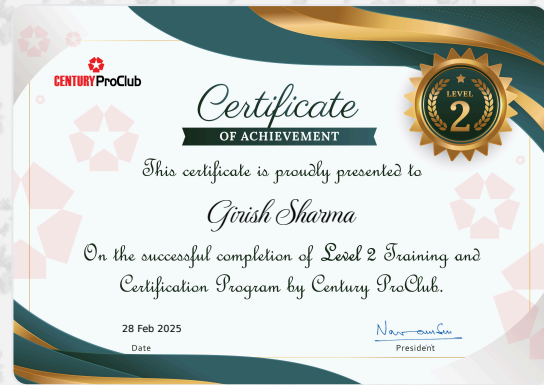 CENTURY ProClub
Certificate
OF ACHIEVEMENT
LEVEL
2
This certificate is proudly presented to
Girish Sharma
On the successful completion of Level 2 Training and
Certification Program by Century ProClub.
28 Feb 2025
Date
President